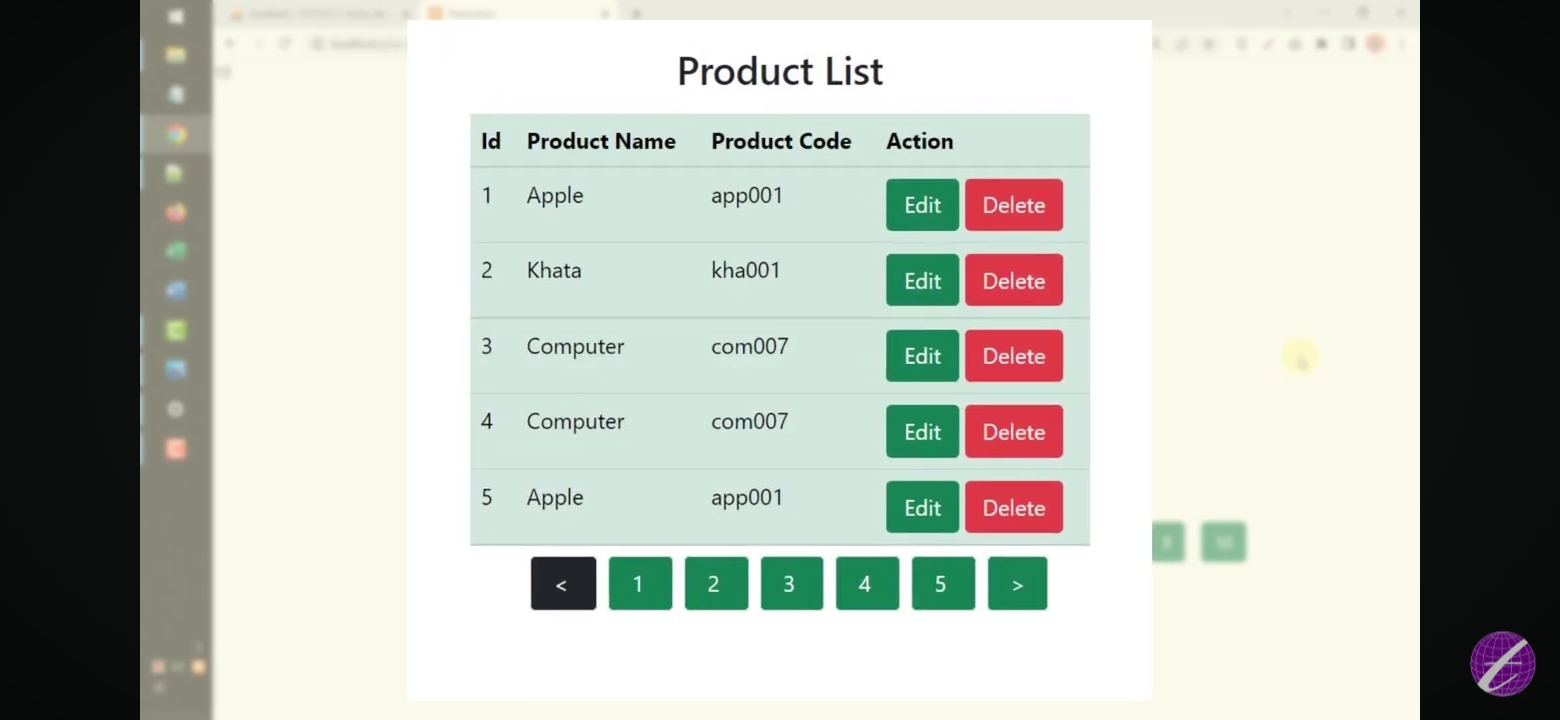 Product List
Id Product Name Product Code Action
1 Apple app001 Edit Delete
2 Khata kha001 Edit Delete
3 Computer com007 Edit Delete
4 Computer com007 Edit Delete
5 Apple app001 Edit Delete
< 1 2 3 4 5 >